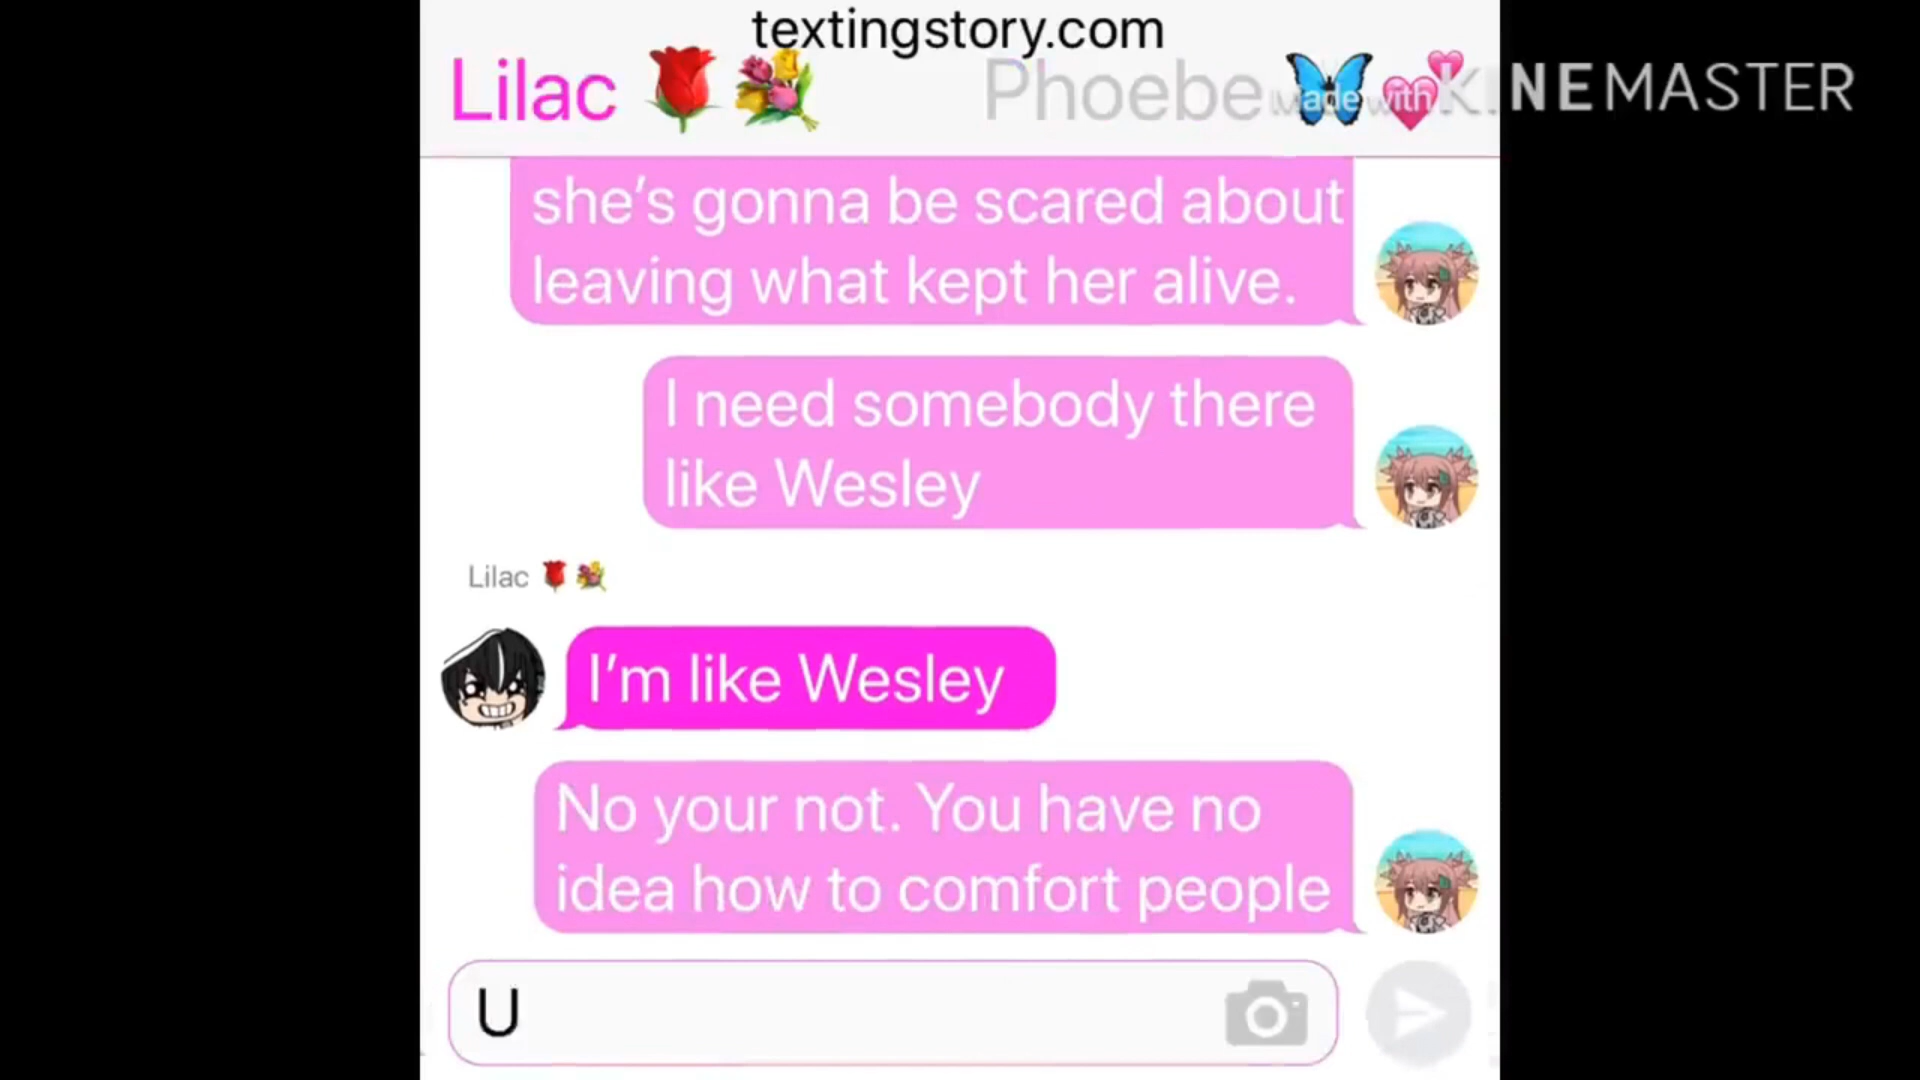 textingstory.com
Lilac 🌹 💐 Phoebe 🦋 💕
Made with KINEMASTER
she’s gonna be scared about
leaving what kept her alive.
I need somebody there
like Wesley
Lilac 🌹 💐
I’m like Wesley
No your not. You have no
idea how to comfort people
U